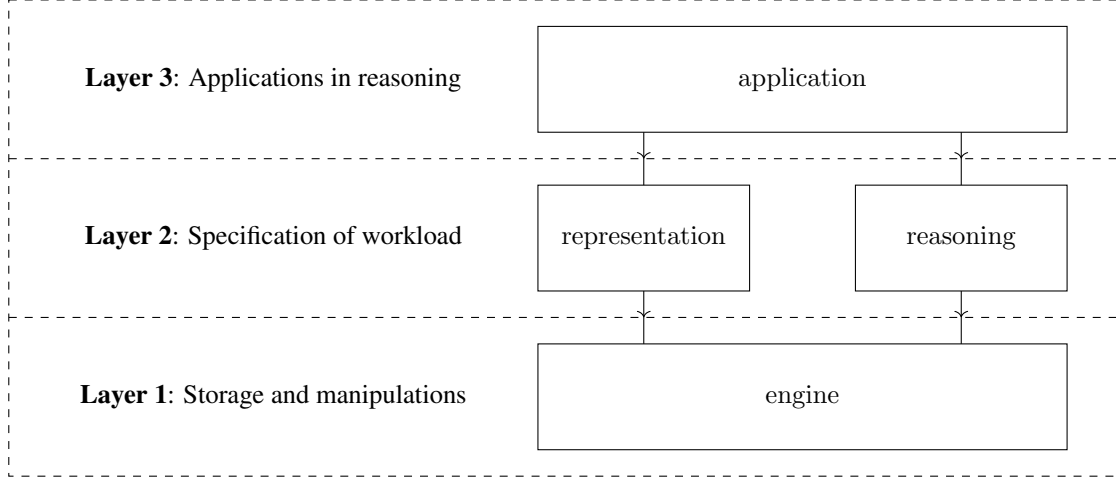 Layer 3: Applications in reasoning
application
Layer 2: Specification of workload
representation
reasoning
Layer 1: Storage and manipulations
engine